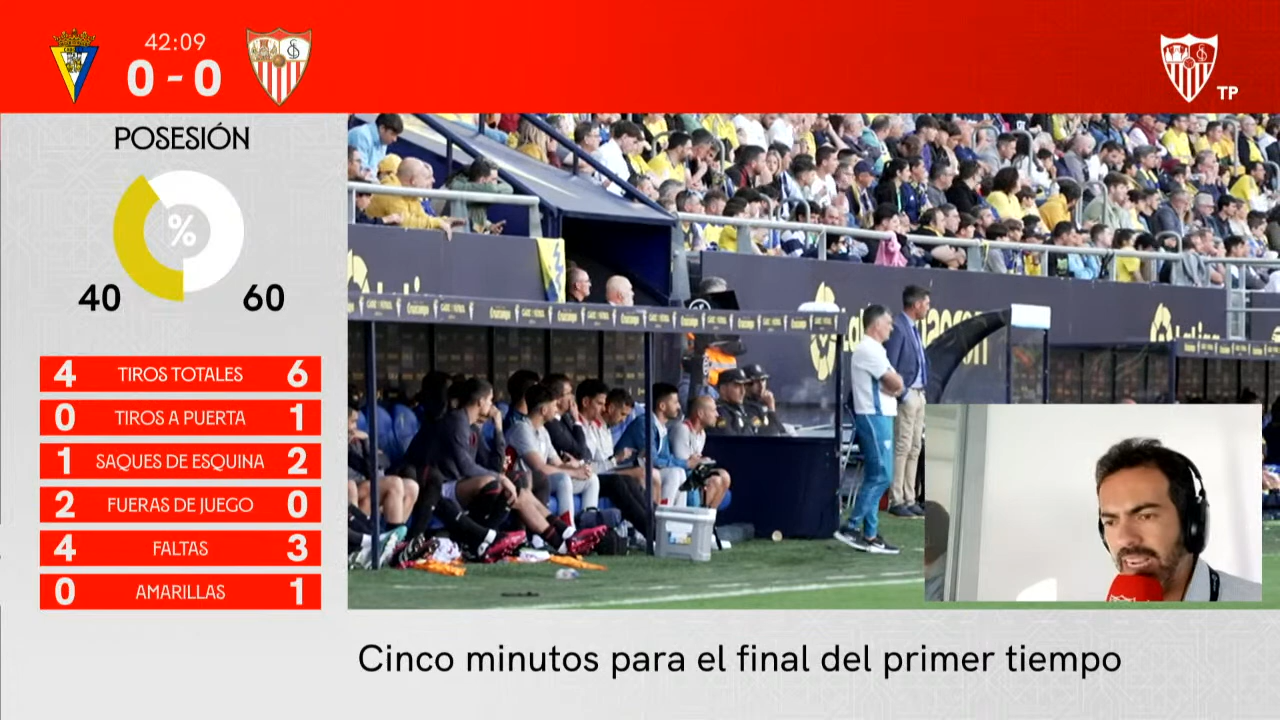 42:09
0 - 0
TP
POSESIÓN
%
40 60
4 TIROS TOTALES 6
0 TIROS A PUERTA 1
1 SAQUES DE ESQUINA 2
2 FUERAS DE JUEGO 0
4 FALTAS 3
0 AMARILLAS 1
Cinco minutos para el final del primer tiempo